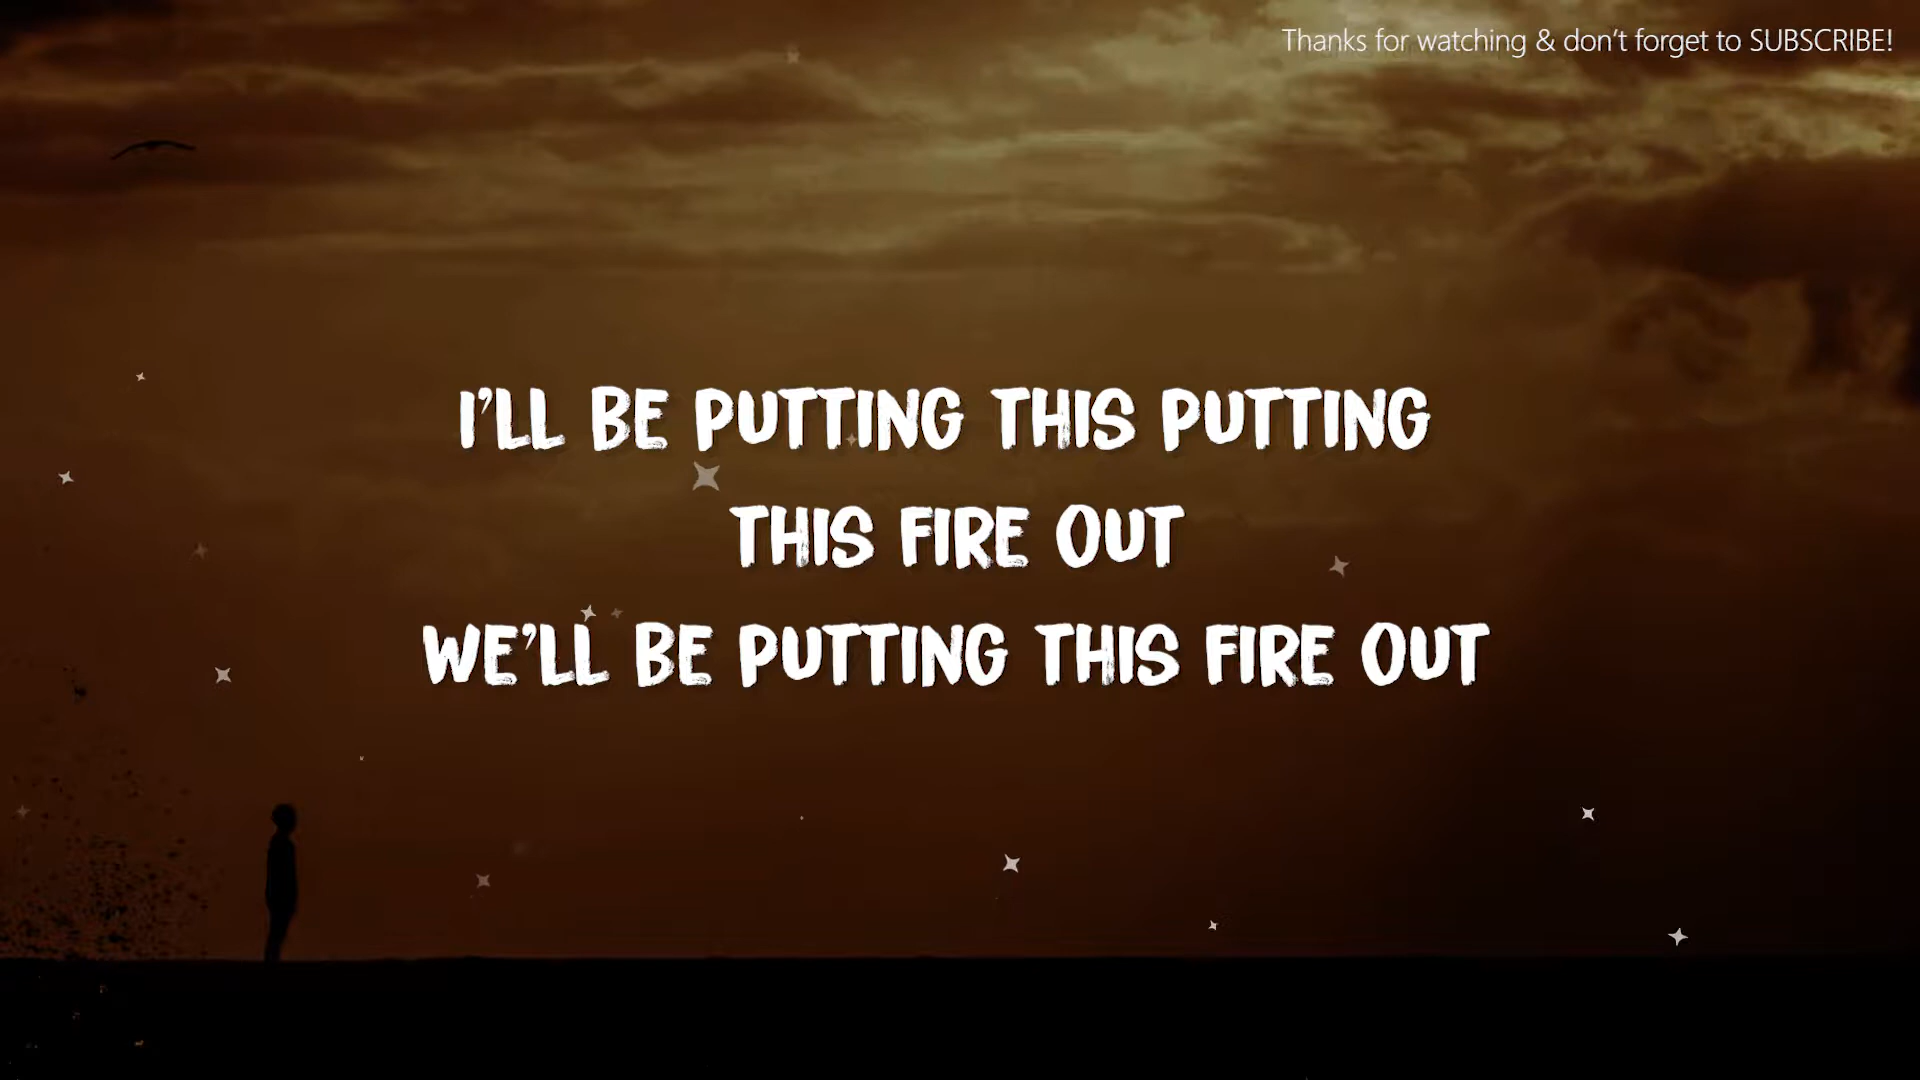 Thanks for watching & don't forget to SUBSCRIBE!
I'LL BE PUTTING THIS PUTTING
THIS FIRE OUT
WE'LL BE PUTTING THIS FIRE OUT